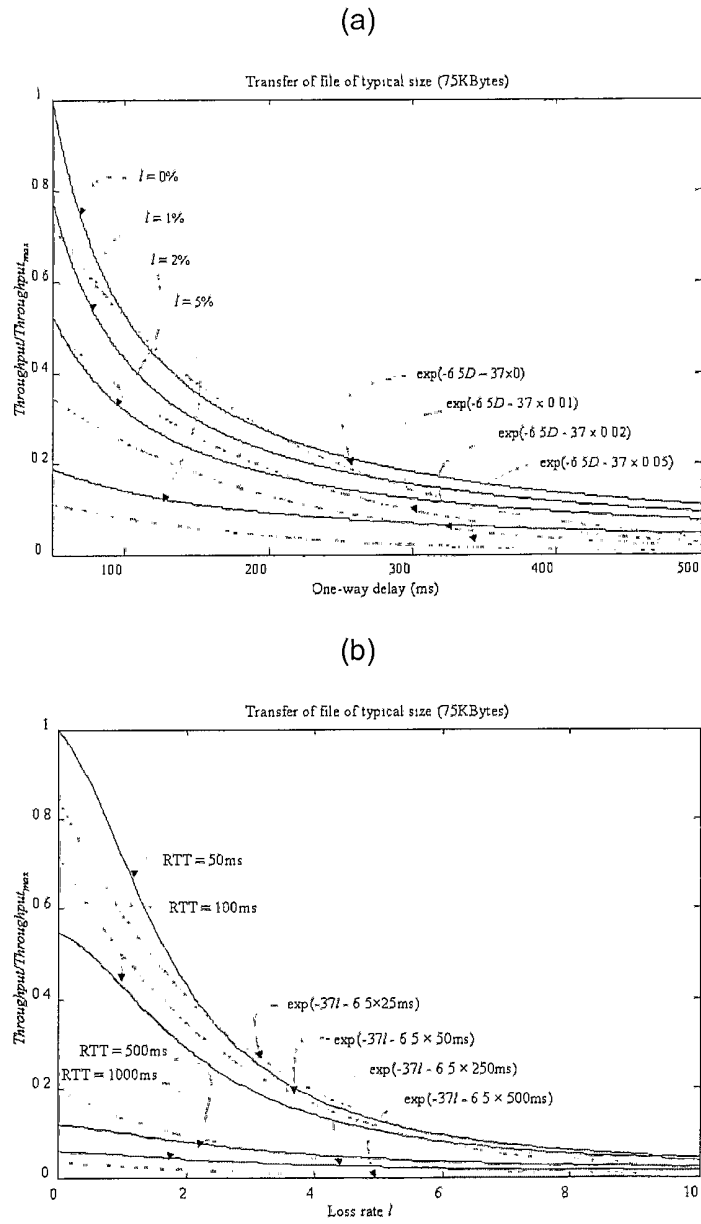 (a)
Transfer of file of typical size (75KBytes)
1
0 8
0 6
0 4
0 2
0
Throughput/Throughput_max
l = 0%
l = 1%
l = 2%
l = 5%
exp(-6 5D - 37×0)
exp(-6 5D - 37 × 0 01)
exp(-6 5D - 37 × 0 02)
exp(-6 5D - 37 × 0 05)
100
200
300
400
500
One-way delay (ms)
(b)
Transfer of file of typical size (75KBytes)
1
0 8
0 6
0 4
0 2
0
Throughput/Throughput_max
RTT = 50ms
RTT = 100ms
RTT = 500ms
RTT = 1000ms
exp(-37l - 6 5×25ms)
exp(-37l - 6 5 × 50ms)
exp(-37l - 6 5 × 250ms)
exp(-37l - 6 5 × 500ms)
0
2
4
6
8
10
Loss rate l